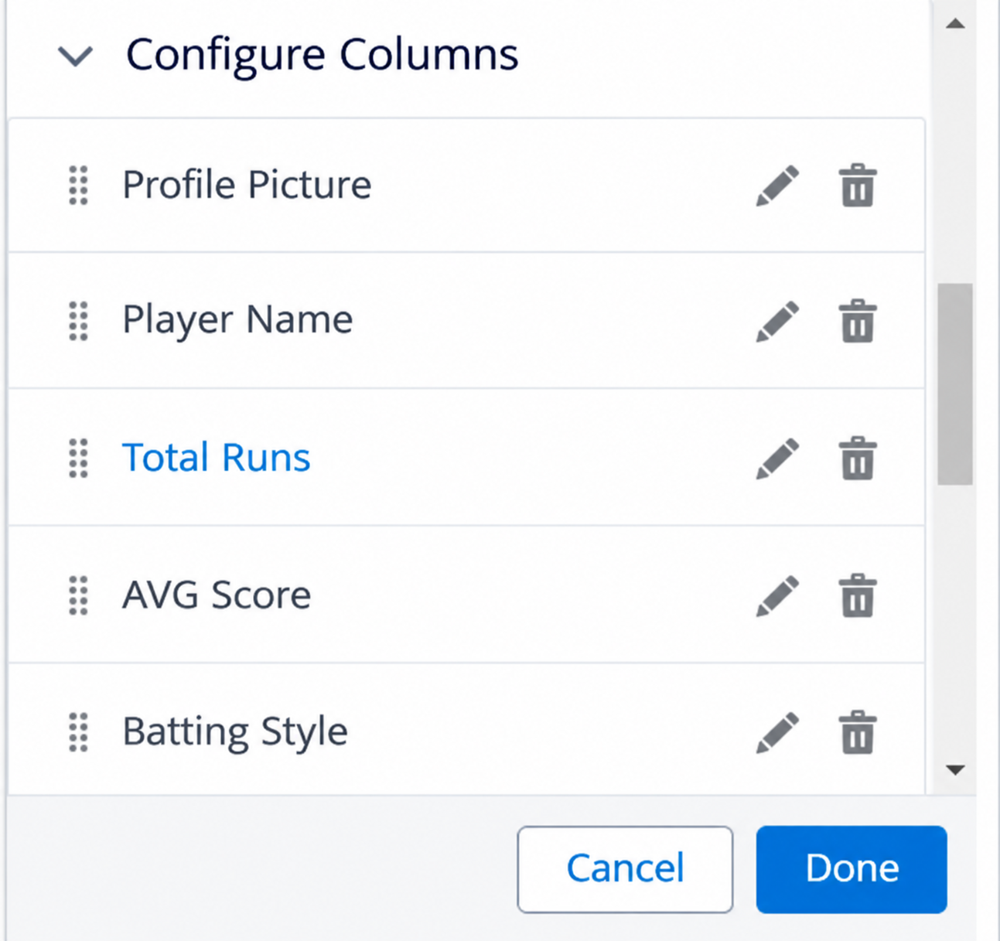 Configure Columns
Profile Picture
Player Name
Total Runs
AVG Score
Batting Style
Cancel
Done